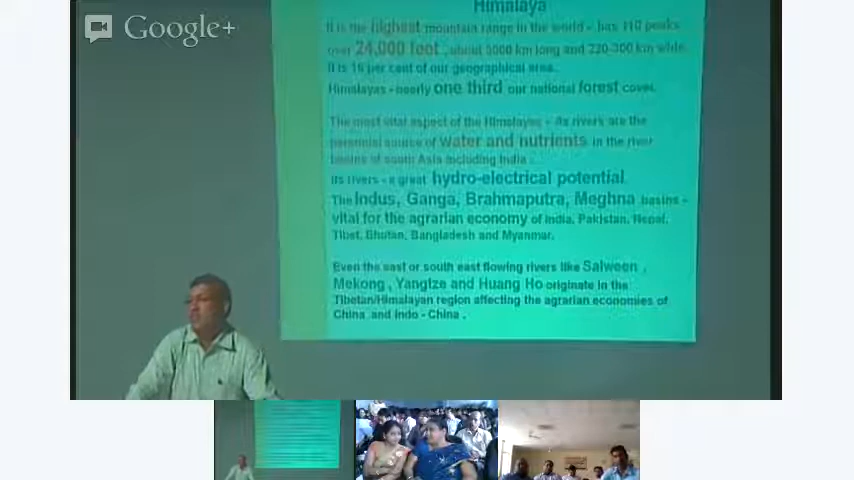 Google+
Himalaya
It is the highest mountain range in the world - has 110 peaks
over 24,000 feet , about 3000 km long and 220-300 km wide.
It is 16 per cent of our geographical area.
Himalayas - nearly one third our national forest cover.
The most vital aspect of the Himalayas - its rivers are the
perennial source of water and nutrients in the river
basins of south Asia including India .
Its rivers - a great hydro-electrical potential
The Indus, Ganga, Brahmaputra, Meghna basins -
vital for the agrarian economy of India, Pakistan, Nepal,
Tibet, Bhutan, Bangladesh and Myanmar.
Even the east or south east flowing rivers like Salween ,
Mekong , Yangtze and Huang Ho originate in the
Tibetan/Himalayan region affecting the agrarian economies of
China and Indo - China .